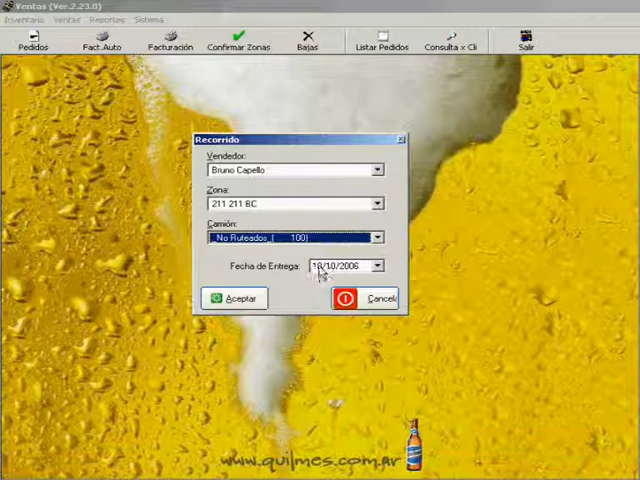 Ventas (Ver.2.23.0)
Inventario Ventas Reportes Sistema
Pedidos Fact.Auto Facturación Confirmar Zonas Bajas Listar Pedidos Consulta x Cli Salir
Recorrido
Vendedor:
Bruno Capello
Zona:
211 211 BC
Camión:
_No Ruteados_( 100)
Fecha de Entrega: /10/2006
Aceptar Cancela
www.quilmes.com.ar